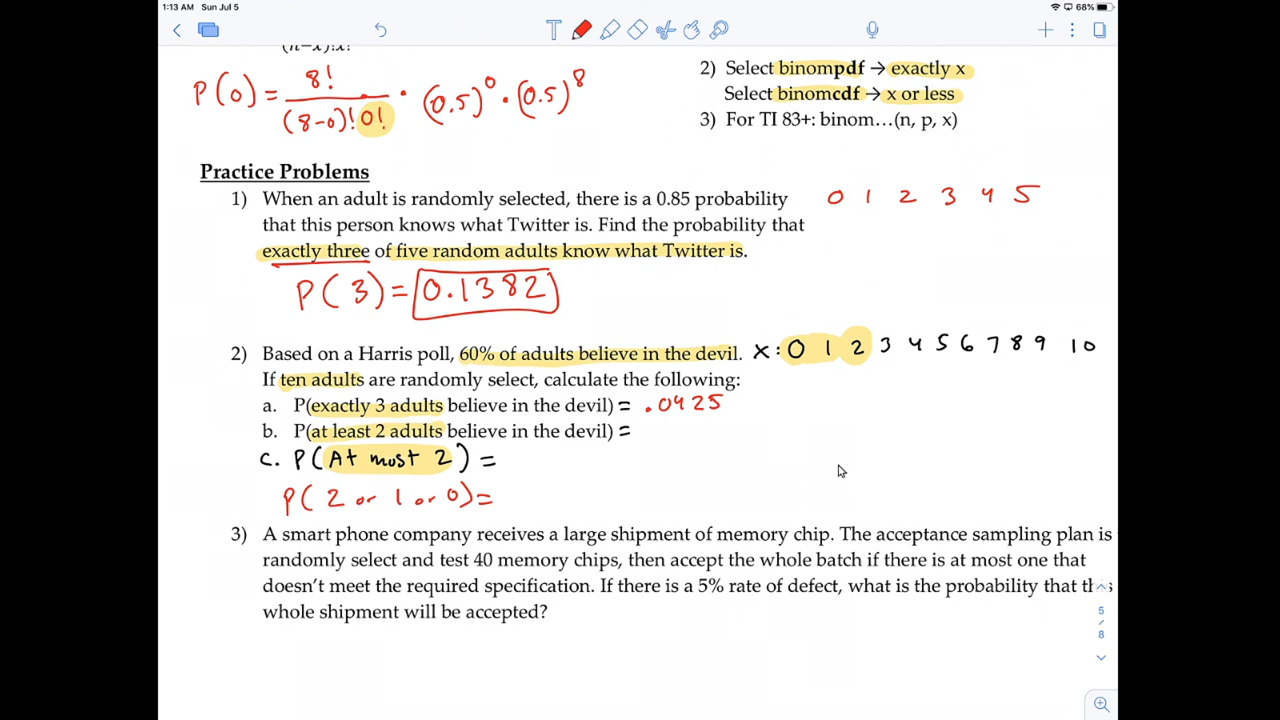 1:13 AM Sun Jul 5
68%
(n−x)!x!
P(0) = 8! / (8-0)! 0! · (0.5)^0 · (0.5)^8
2) Select binompdf → exactly x
Select binomcdf → x or less
3) For TI 83+: binom…(n, p, x)
Practice Problems
1) When an adult is randomly selected, there is a 0.85 probability
that this person knows what Twitter is. Find the probability that
exactly three of five random adults know what Twitter is.
0 1 2 3 4 5
P(3) = 0.1382
2) Based on a Harris poll, 60% of adults believe in the devil.
x: 0 1 2 3 4 5 6 7 8 9 10
If ten adults are randomly select, calculate the following:
a. P(exactly 3 adults believe in the devil) = .0425
b. P(at least 2 adults believe in the devil) =
c. P(At most 2) =
P(2 or 1 or 0) =
3) A smart phone company receives a large shipment of memory chip. The acceptance sampling plan is
randomly select and test 40 memory chips, then accept the whole batch if there is at most one that
doesn't meet the required specification. If there is a 5% rate of defect, what is the probability that
whole shipment will be accepted?
5
/
8